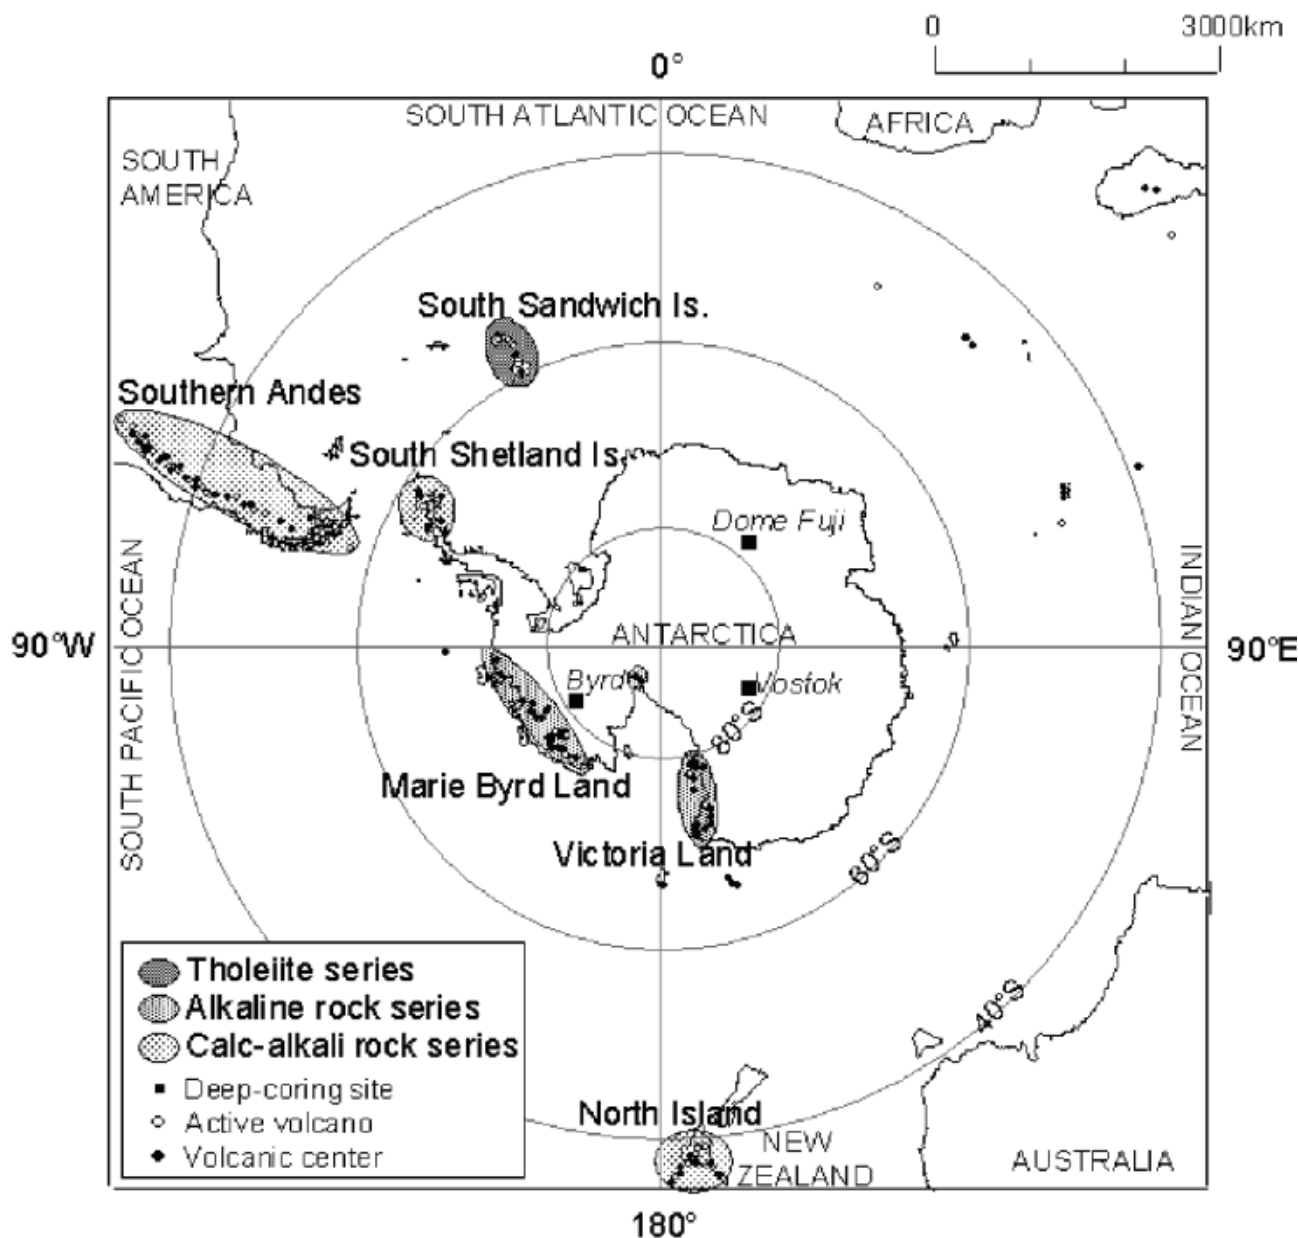 0 3000km
0°
SOUTH ATLANTIC OCEAN
AFRICA
SOUTH
AMERICA
South Sandwich Is.
Southern Andes
South Shetland Is.
Dome Fuji
SOUTH PACIFIC OCEAN
INDIAN OCEAN
90°W
ANTARCTICA
90°E
Byrd
Vostok
80°S
Marie Byrd Land
Victoria Land
60°S
Tholeiite series
Alkaline rock series
Calc-alkali rock series
Deep-coring site
Active volcano
Volcanic center
40°S
North Island
NEW
ZEALAND
AUSTRALIA
180°